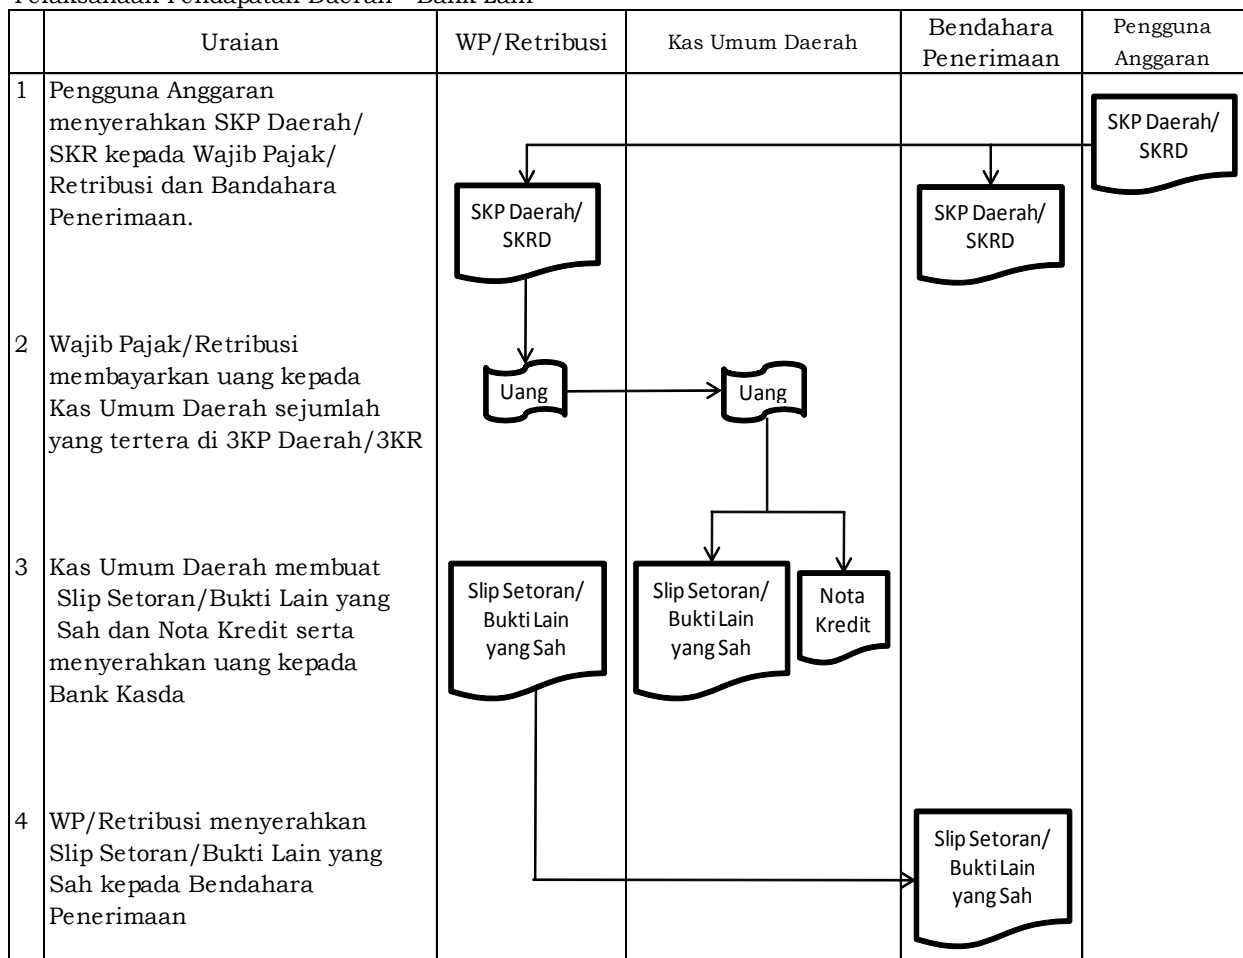 Pelaksanaan Pendapatan Daerah - Bank Lain
Uraian
WP/Retribusi
Kas Umum Daerah
Bendahara
Penerimaan
Pengguna
Anggaran
1
Pengguna Anggaran
menyerahkan SKP Daerah/
SKR kepada Wajib Pajak/
Retribusi dan Bandahara
Penerimaan.
SKP Daerah/
SKRD
SKP Daerah/
SKRD
SKP Daerah/
SKRD
2
Wajib Pajak/Retribusi
membayarkan uang kepada
Kas Umum Daerah sejumlah
yang tertera di 3KP Daerah/3KR
Uang
Uang
3
Kas Umum Daerah membuat
Slip Setoran/Bukti Lain yang
Sah dan Nota Kredit serta
menyerahkan uang kepada
Bank Kasda
Slip Setoran/
Bukti Lain
yang Sah
Slip Setoran/
Bukti Lain
yang Sah
Nota
Kredit
4
WP/Retribusi menyerahkan
Slip Setoran/Bukti Lain yang
Sah kepada Bendahara
Penerimaan
Slip Setoran/
Bukti Lain
yang Sah